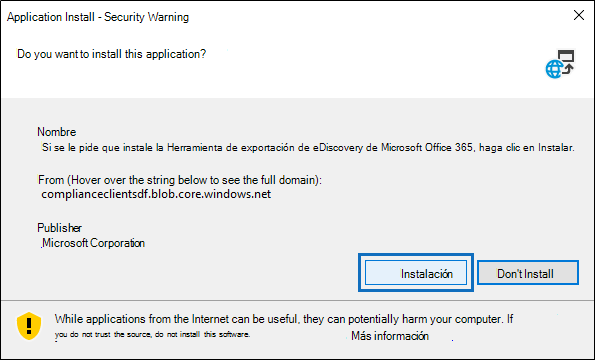 Application Install - Security Warning
Do you want to install this application?
Nombre
Si se le pide que instale la Herramienta de exportación de eDiscovery de Microsoft Office 365, haga clic en Instalar.
From (Hover over the string below to see the full domain):
complianceclientsdf.blob.core.windows.net
Publisher
Microsoft Corporation
Instalación Don't Install
While applications from the Internet can be useful, they can potentially harm your computer. If
you do not trust the source, do not install this software. Más información